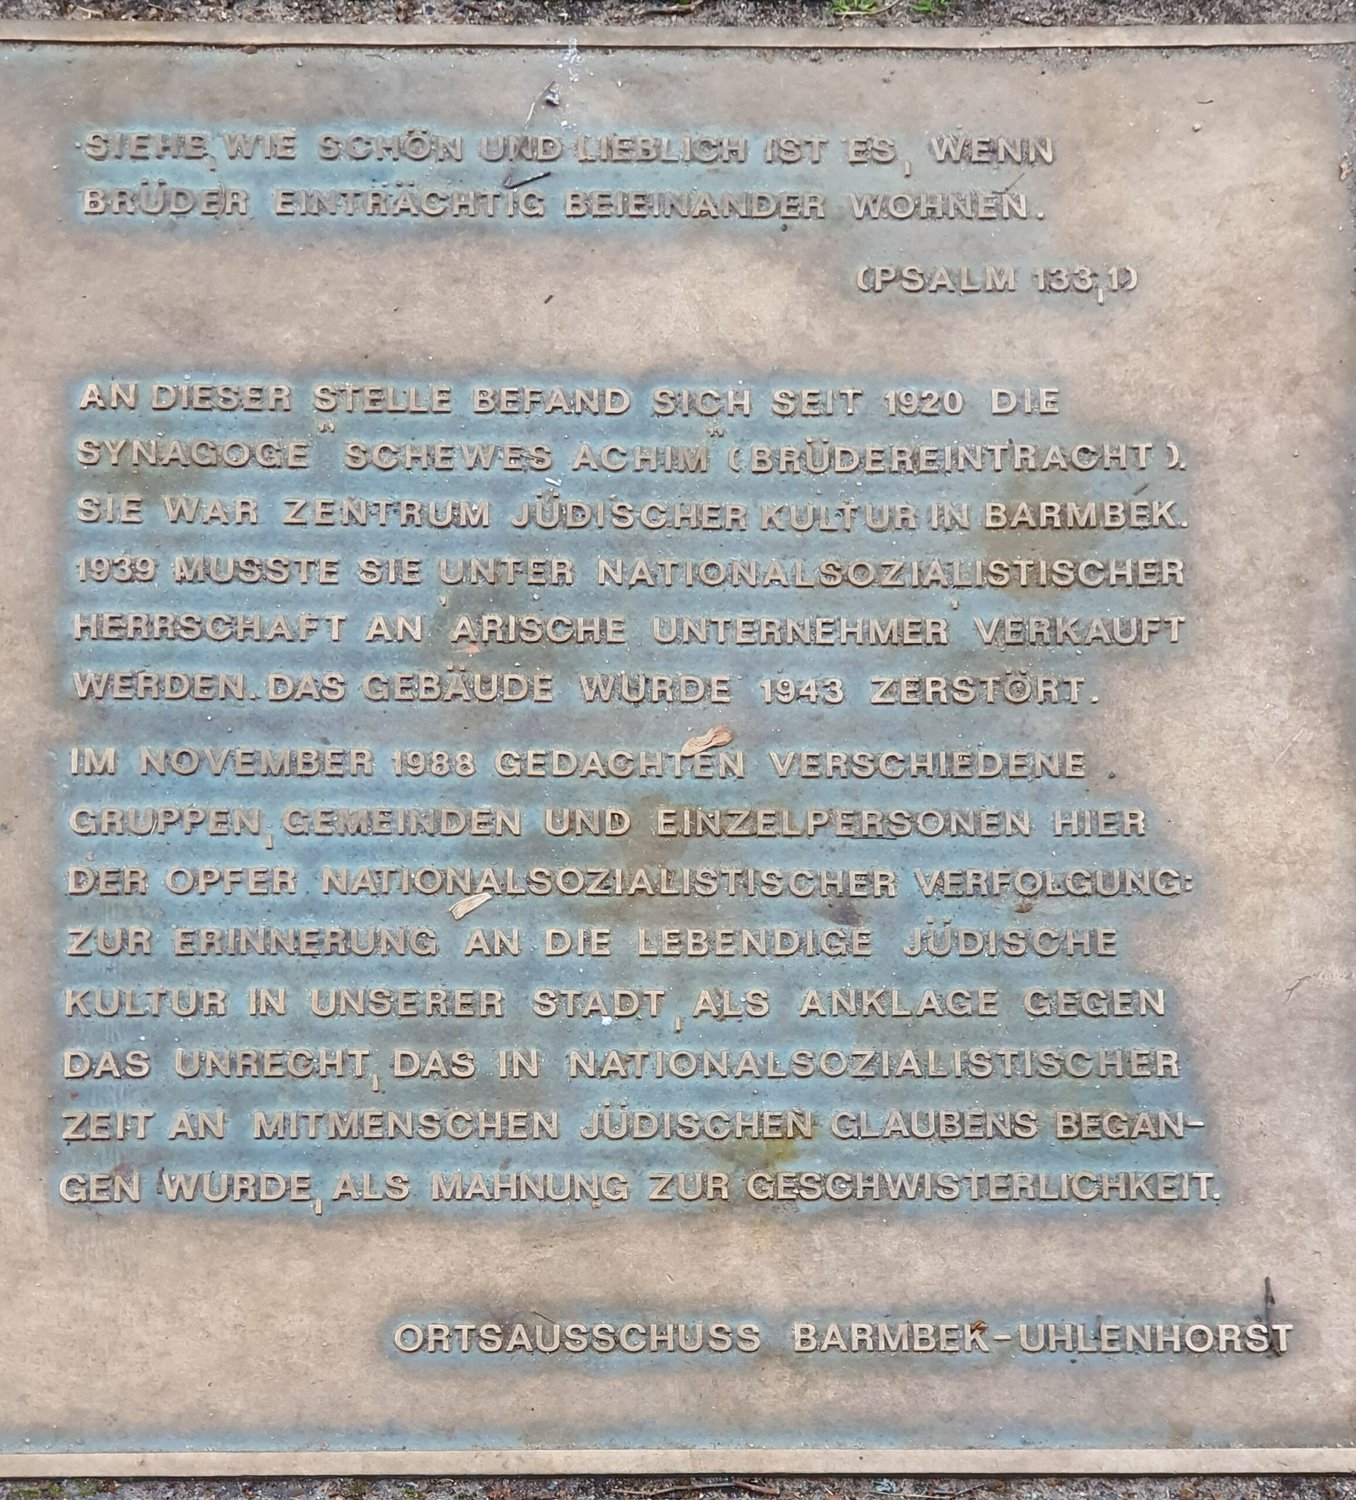 SIEHE, WIE SCHÖN UND LIEBLICH IST ES, WENN
BRÜDER EINTRÄCHTIG BEIEINANDER WOHNEN.
(PSALM 133,1)
AN DIESER STELLE BEFAND SICH SEIT 1920 DIE
SYNAGOGE "SCHEWES ACHIM" (BRÜDEREINTRACHT).
SIE WAR ZENTRUM JÜDISCHER KULTUR IN BARMBEK.
1939 MUSSTE SIE UNTER NATIONALSOZIALISTISCHER
HERRSCHAFT AN 'ARISCHE UNTERNEHMER' VERKAUFT
WERDEN. DAS GEBÄUDE WURDE 1943 ZERSTÖRT.
IM NOVEMBER 1988 GEDACHTEN VERSCHIEDENE
GRUPPEN, GEMEINDEN UND EINZELPERSONEN HIER
DER OPFER NATIONALSOZIALISTISCHER VERFOLGUNG:
ZUR ERINNERUNG AN DIE LEBENDIGE JÜDISCHE
KULTUR IN UNSERER STADT, ALS ANKLAGE GEGEN
DAS UNRECHT, DAS IN NATIONALSOZIALISTISCHER
ZEIT AN MITMENSCHEN JÜDISCHEN GLAUBENS BEGAN-
GEN WURDE, ALS MAHNUNG ZUR GESCHWISTERLICHKEIT.
ORTSAUSSCHUSS BARMBEK-UHLENHORST